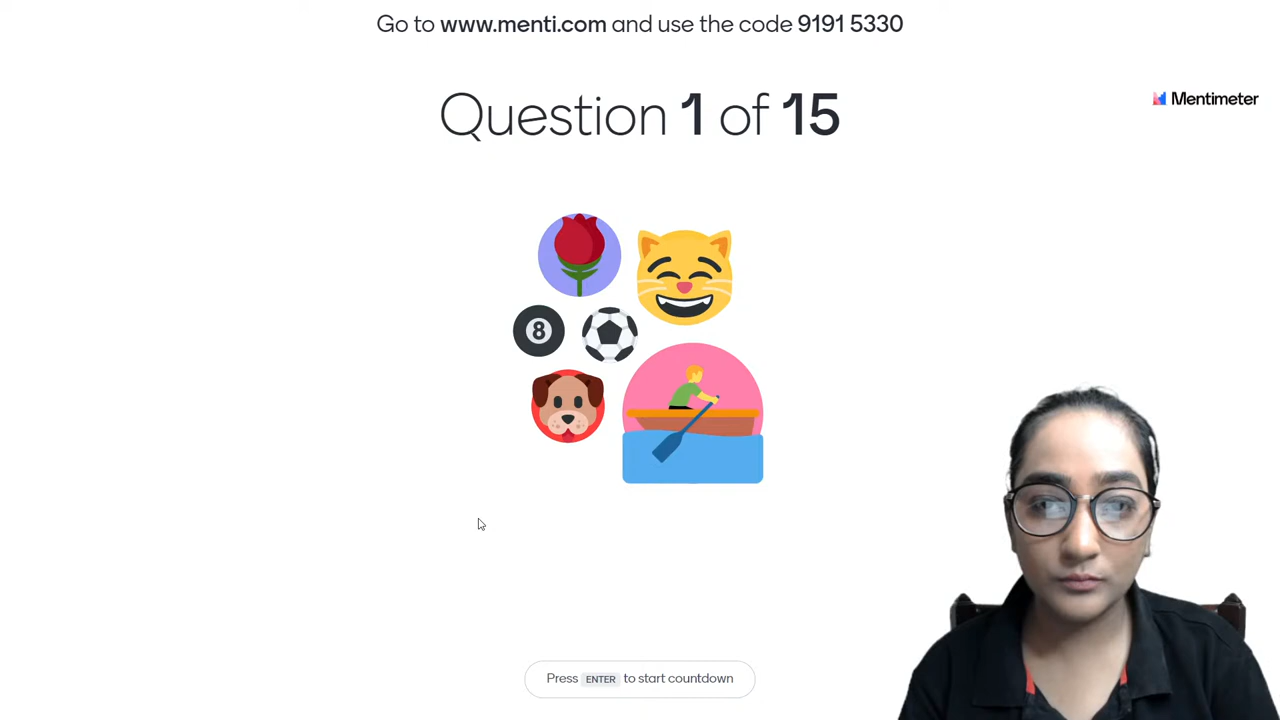 Go to www.menti.com and use the code 9191 5330
Mentimeter
Question 1 of 15
8
Press ENTER to start countdown